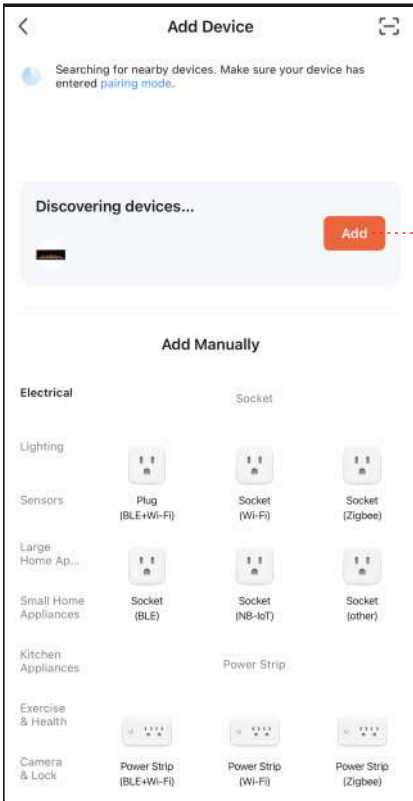 Add Device
Searching for nearby devices. Make sure your device has
entered pairing mode.
Discovering devices...
Add
Add Manually
Electrical
Socket
Lighting
Sensors
Plug
(BLE+Wi-Fi)
Socket
(Wi-Fi)
Socket
(Zigbee)
Large
Home Ap...
Small Home
Appliances
Socket
(BLE)
Socket
(NB-IoT)
Socket
(other)
Kitchen
Appliances
Power Strip
Exercise
& Health
Camera
& Lock
Power Strip
(BLE+Wi-Fi)
Power Strip
(Wi-Fi)
Power Strip
(Zigbee)